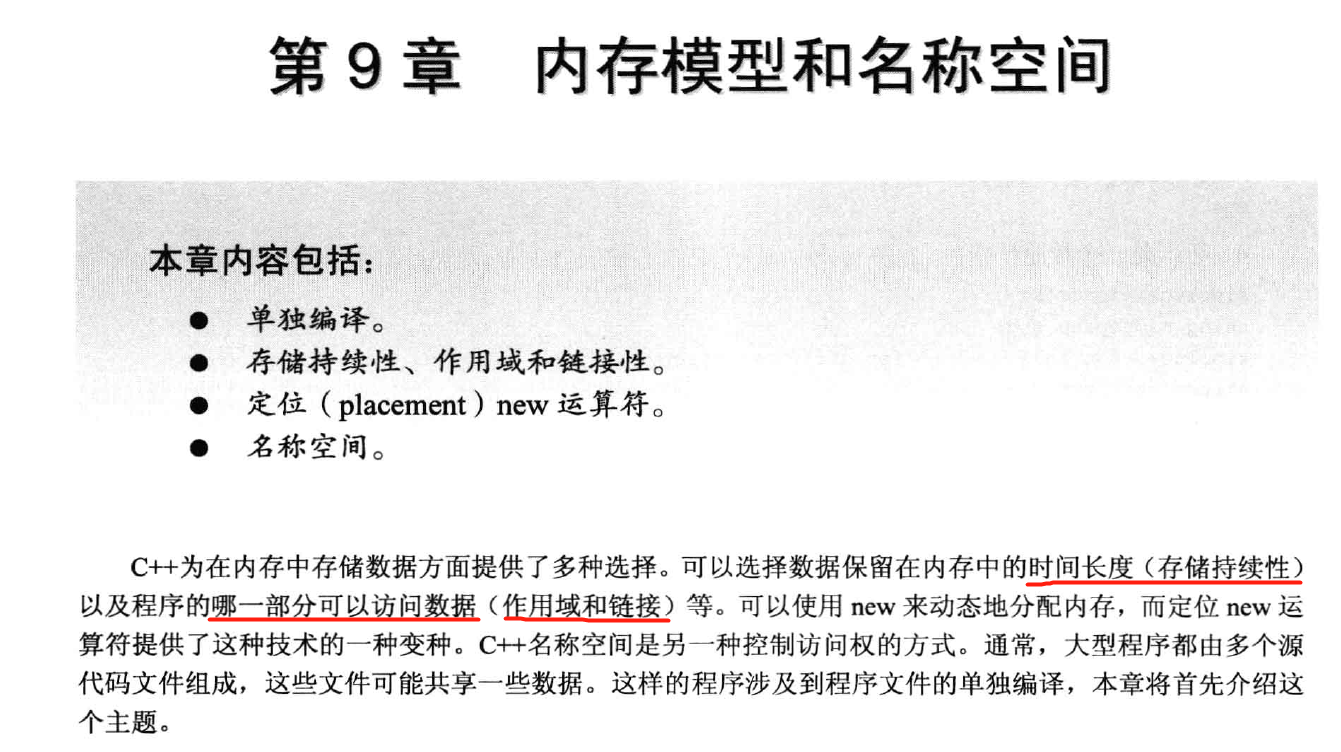 第 9 章 内存模型和名称空间
本章内容包括：
● 单独编译。
● 存储持续性、作用域和链接性。
● 定位（placement）new 运算符。
● 名称空间。
C++为在内存中存储数据方面提供了多种选择。可以选择数据保留在内存中的时间长度（存储持续性）
以及程序的哪一部分可以访问数据（作用域和链接）等。可以使用 new 来动态地分配内存，而定位 new 运
算符提供了这种技术的一种变种。C++名称空间是另一种控制访问权的方式。通常，大型程序都由多个源
代码文件组成，这些文件可能共享一些数据。这样的程序涉及到程序文件的单独编译，本章将首先介绍这
个主题。